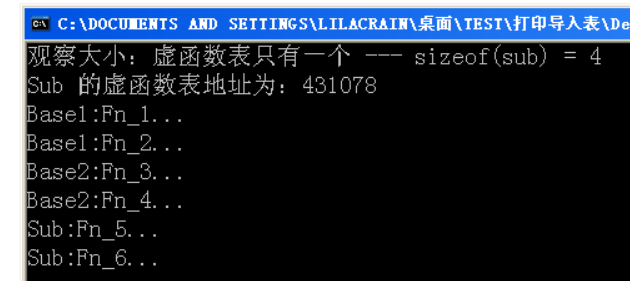 C:\DOCUMENTS AND SETTINGS\LILACRAIN\桌面\TEST\打印导入表\De
观察大小：虚函数表只有一个 --- sizeof(sub) = 4
Sub 的虚函数表地址为：431078
Base1:Fn_1...
Base1:Fn_2...
Base2:Fn_3...
Base2:Fn_4...
Sub:Fn_5...
Sub:Fn_6...